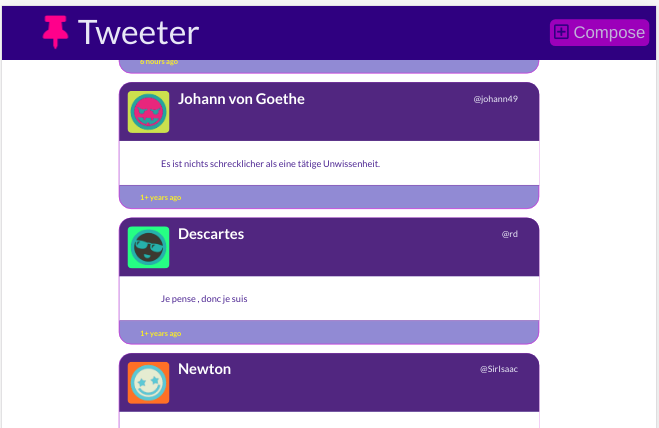 Tweeter
Compose
6 hours ago
Johann von Goethe
@johann49
Es ist nichts schrecklicher als eine tätige Unwissenheit.
1+ years ago
Descartes
@rd
Je pense , donc je suis
1+ years ago
Newton
@SirIsaac